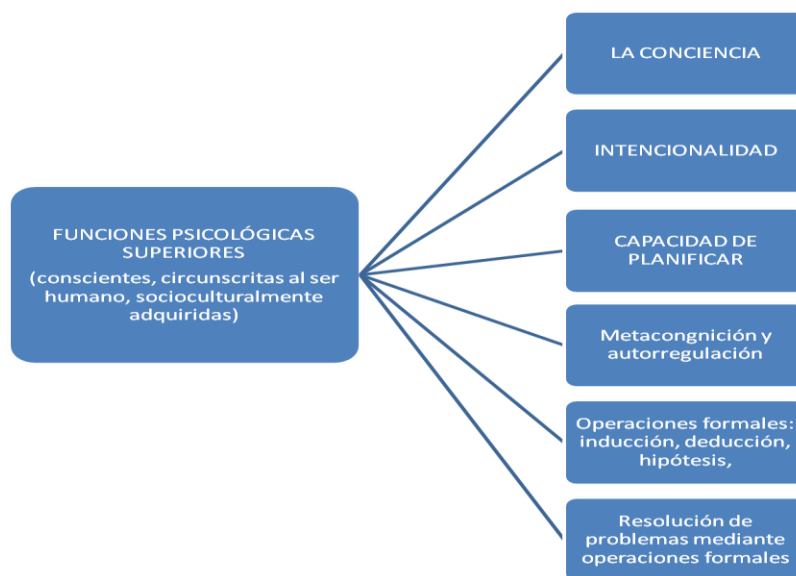 FUNCIONES PSICOLÓGICAS
SUPERIORES
(conscientes, circunscritas al ser
humano, socioculturalmente
adquiridas)
LA CONCIENCIA
INTENCIONALIDAD
CAPACIDAD DE
PLANIFICAR
Metacongnición y
autorregulación
Operaciones formales:
inducción, deducción,
hipótesis,
Resolución de
problemas mediante
operaciones formales